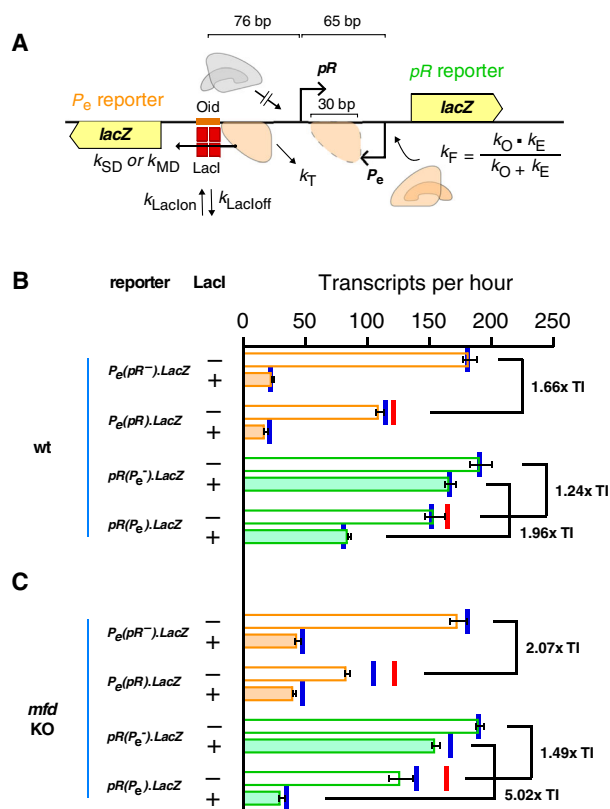 A
76 bp
65 bp
pR
pR reporter
Pe reporter
Oid
30 bp
lacZ
lacZ
kSD or kMD
LacI
kT
Pe
kF = kO ▪ kE
kO + kE
kLacIon
kLacIoff
B
reporter
LacI
Transcripts per hour
0 50 100 150 200 250
wt
Pe(pR−).LacZ
−
+
1.66x TI
Pe(pR).LacZ
−
+
pR(Pe-).LacZ
−
+
1.24x TI
1.96x TI
pR(Pe).LacZ
−
+
C
mfd
KO
Pe(pR−).LacZ
−
+
2.07x TI
Pe(pR).LacZ
−
+
pR(Pe-).LacZ
−
+
1.49x TI
5.02x TI
pR(Pe).LacZ
−
+